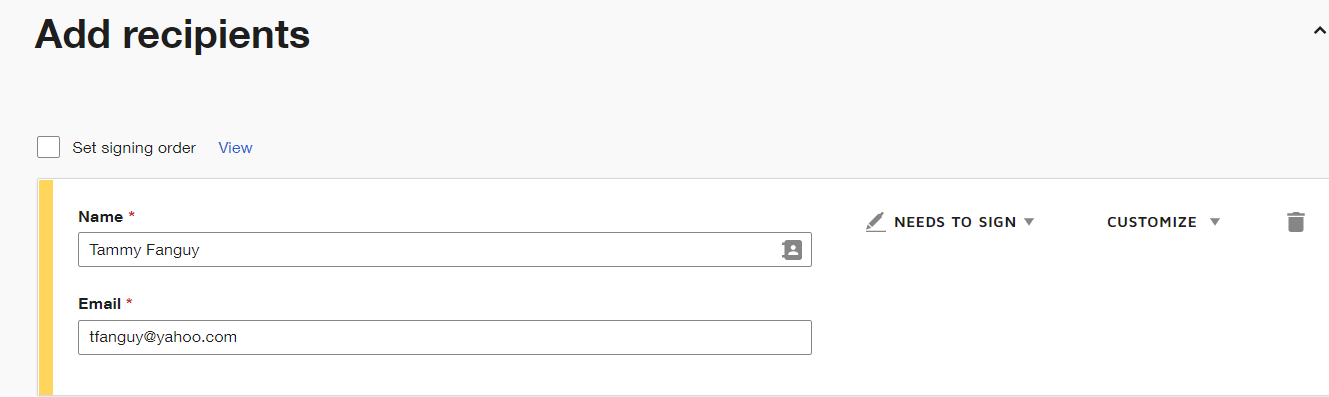 Add recipients
Set signing order View
Name *
NEEDS TO SIGN CUSTOMIZE
Tammy Fanguy
Email *
tfanguy@yahoo.com